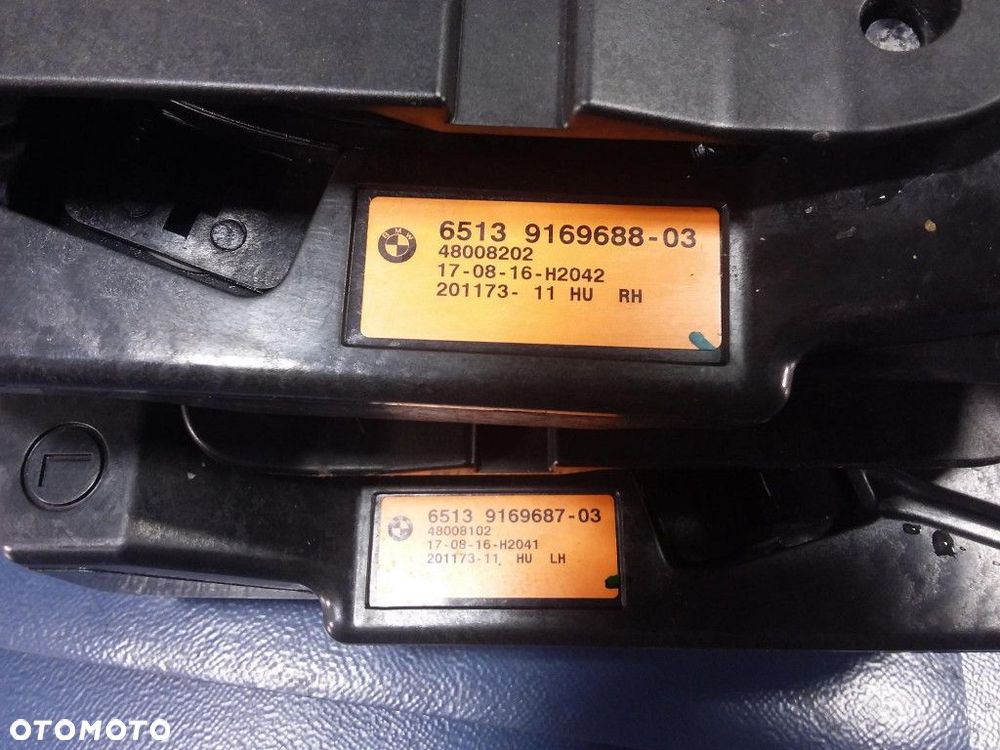 BMW
6513 9169688-03
48008202
17-08-16-H2042
201173- 11 HU RH
L
6513 9169687-03
48008102
17-08-16-H2041
201173-11 HU LH
OTOMOTO